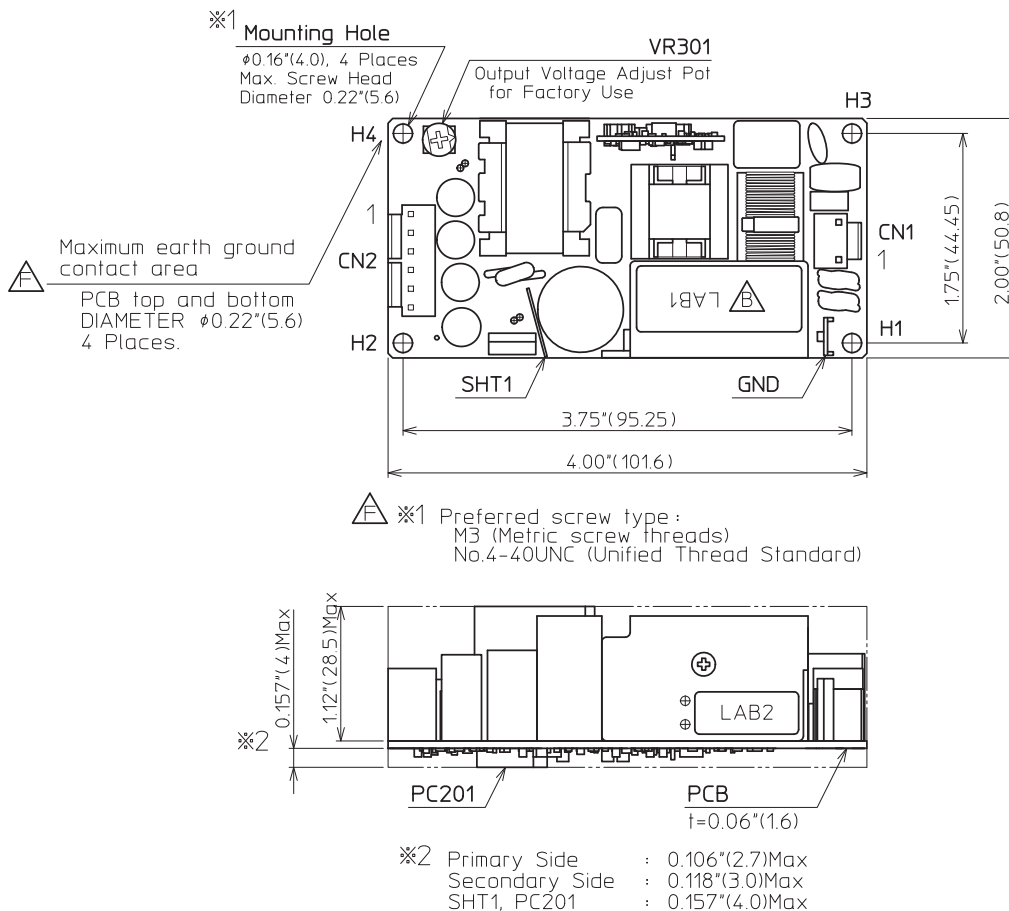 ※1 Mounting Hole
φ0.16"(4.0), 4 Places
Max. Screw Head
Diameter 0.22"(5.6)
VR301
Output Voltage Adjust Pot
for Factory Use
H3
H4
1
CN2
CN1
1
Maximum earth ground
contact area
F
PCB top and bottom
DIAMETER φ0.22"(5.6)
4 Places.
LAB1
B
H2
H1
SHT1
GND
1.75"(44.45)
2.00"(50.8)
3.75"(95.25)
4.00"(101.6)
F ※1 Preferred screw type :
M3 (Metric screw threads)
No.4-40UNC (Unified Thread Standard)
0.157"(4)Max
1.12"(28.5)Max
※2
LAB2
PC201
PCB
t=0.06"(1.6)
※2 Primary Side : 0.106"(2.7)Max
Secondary Side : 0.118"(3.0)Max
SHT1, PC201 : 0.157"(4.0)Max